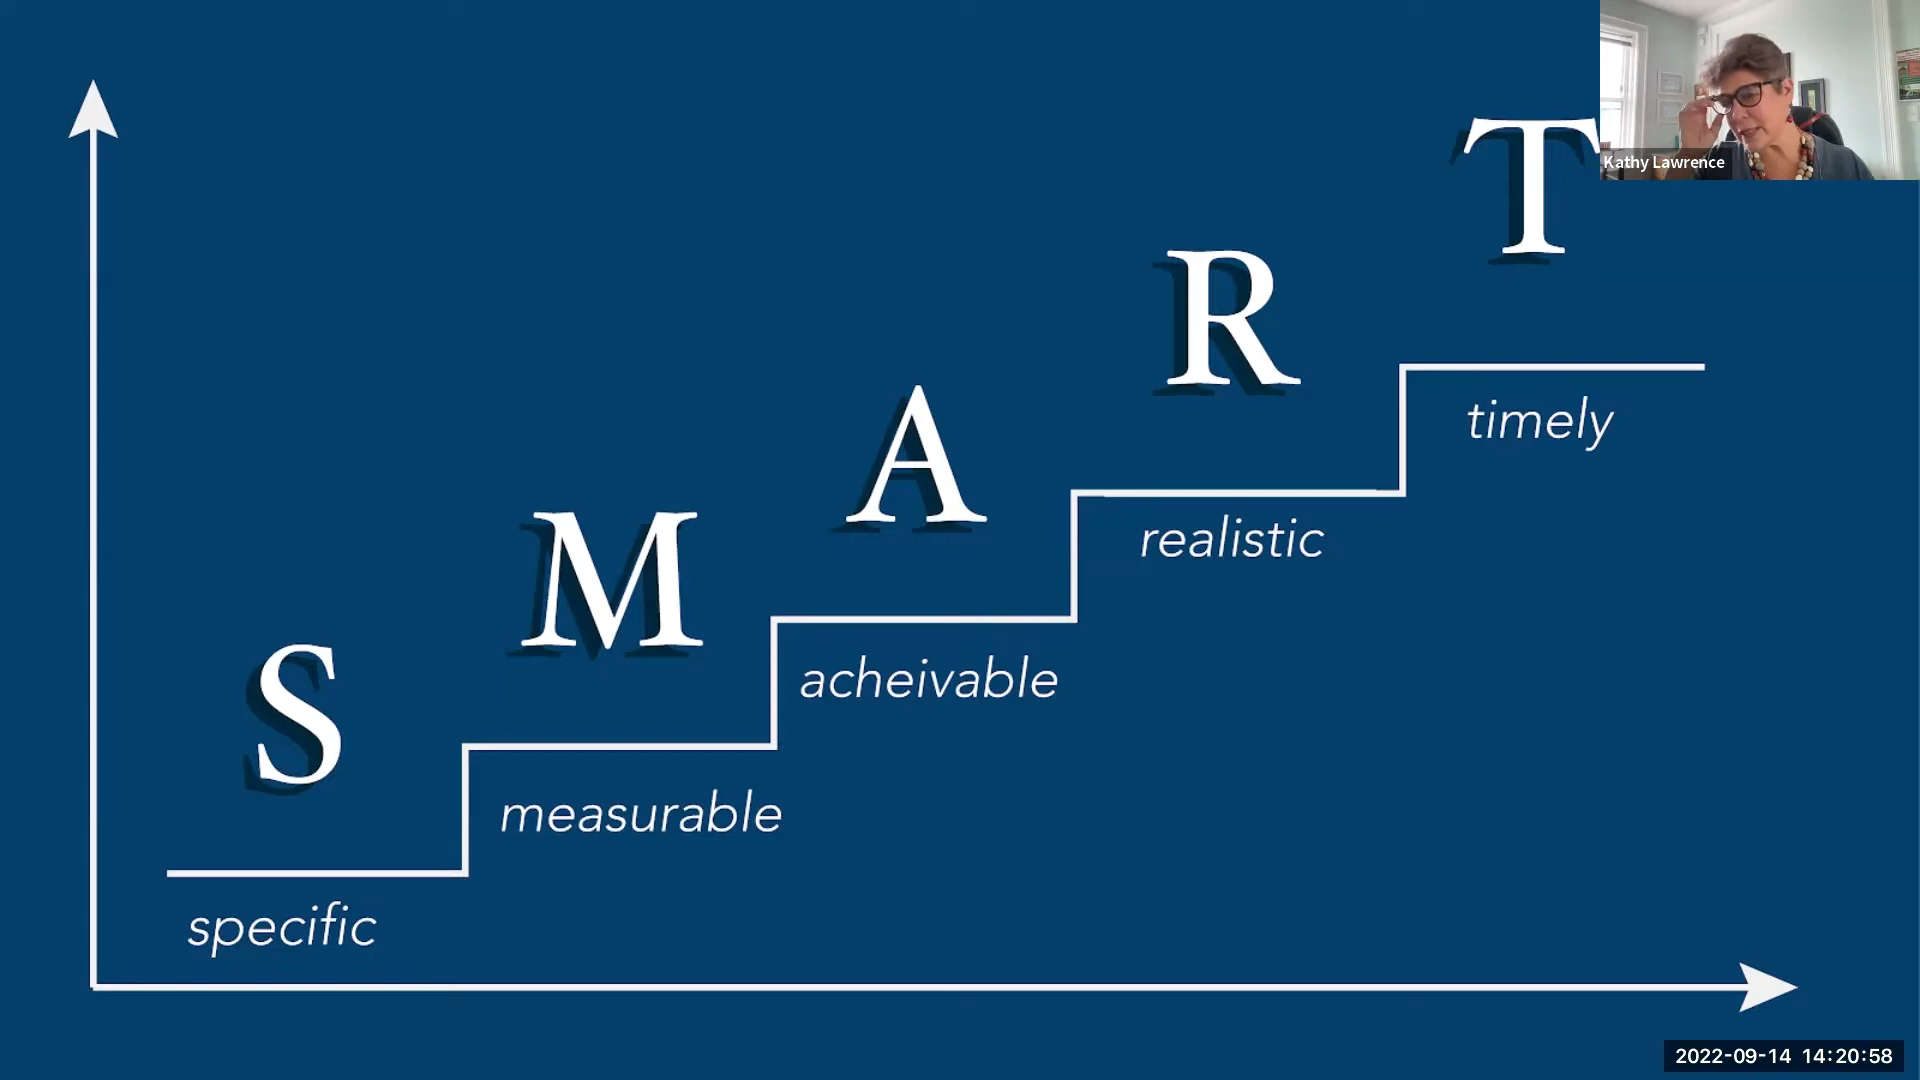 S
specific
M
measurable
A
acheivable
R
realistic
T
timely
Kathy Lawrence
2022-09-14 14:20:58